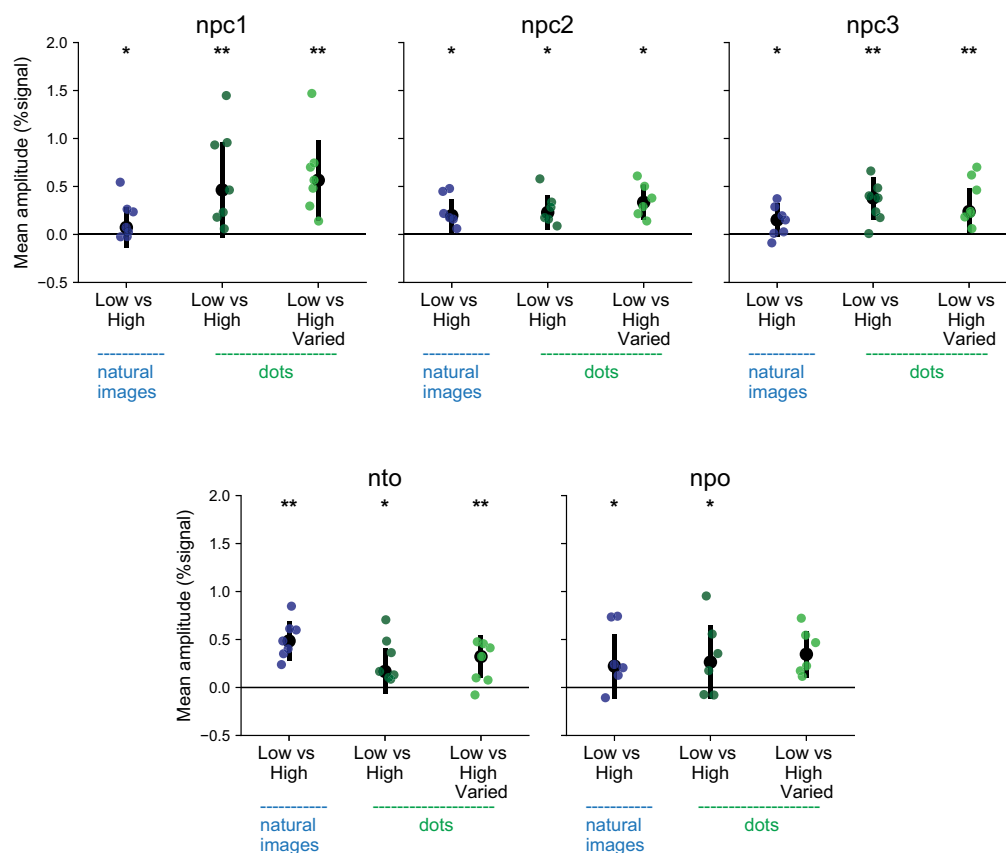 npc1
npc2
npc3
Mean amplitude (%signal)
2.0
1.5
1.0
0.5
0.0
−0.5
* ** **
* * *
* ** **
Low vs
High
Low vs
High
Low vs
High
Varied
Low vs
High
Low vs
High
Low vs
High
Varied
Low vs
High
Low vs
High
Low vs
High
Varied
-----------
--------------------
-----------
--------------------
-----------
--------------------
natural
images
dots
natural
images
dots
natural
images
dots
nto
npo
Mean amplitude (%signal)
2.0
1.5
1.0
0.5
0.0
−0.5
** * **
* *
Low vs
High
Low vs
High
Low vs
High
Varied
Low vs
High
Low vs
High
Low vs
High
Varied
-----------
--------------------
-----------
--------------------
natural
images
dots
natural
images
dots